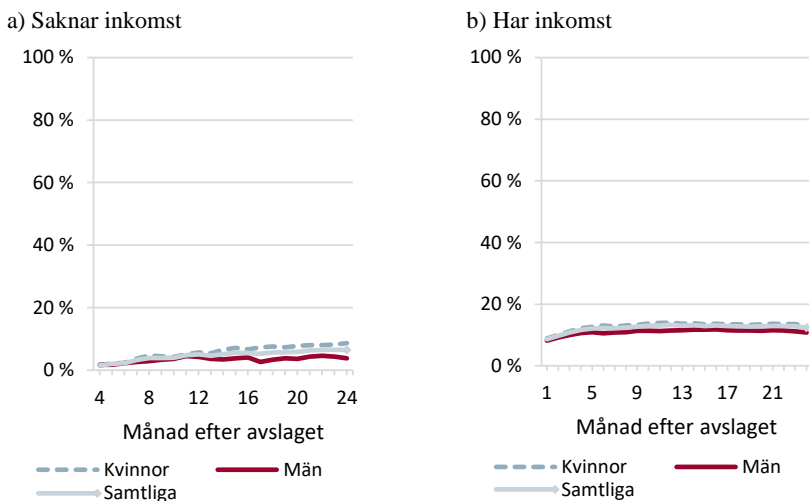 a) Saknar inkomst
100 %
80 %
60 %
40 %
20 %
0 %
4 8 12 16 20 24
Månad efter avslaget
Kvinnor Män
Samtliga
b) Har inkomst
100 %
80 %
60 %
40 %
20 %
0 %
1 5 9 13 17 21
Månad efter avslaget
Kvinnor Män
Samtliga